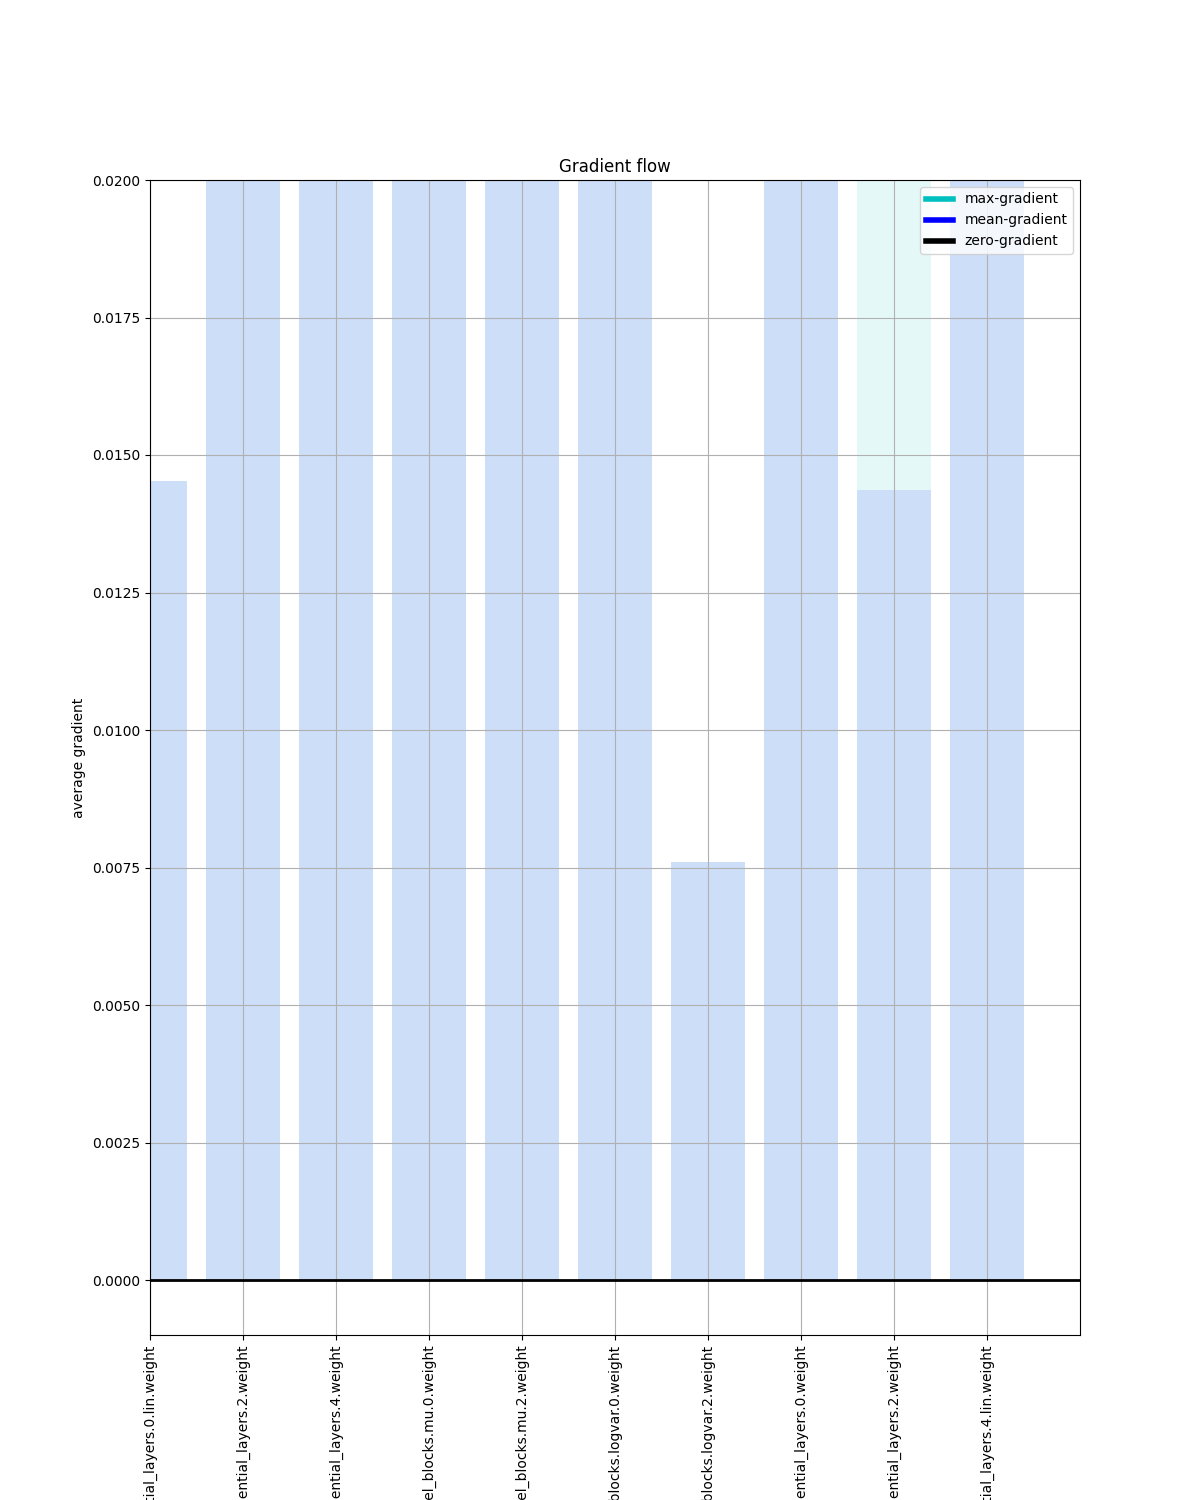 Gradient flow
max-gradient
mean-gradient
zero-gradient
0.0200
0.0175
0.0150
0.0125
0.0100
0.0075
0.0050
0.0025
0.0000
average gradient
tial_layers.0.lin.weight
ential_layers.2.weight
ential_layers.4.weight
el_blocks.mu.0.weight
el_blocks.mu.2.weight
blocks.logvar.0.weight
blocks.logvar.2.weight
ential_layers.0.weight
ential_layers.2.weight
tial_layers.4.lin.weight